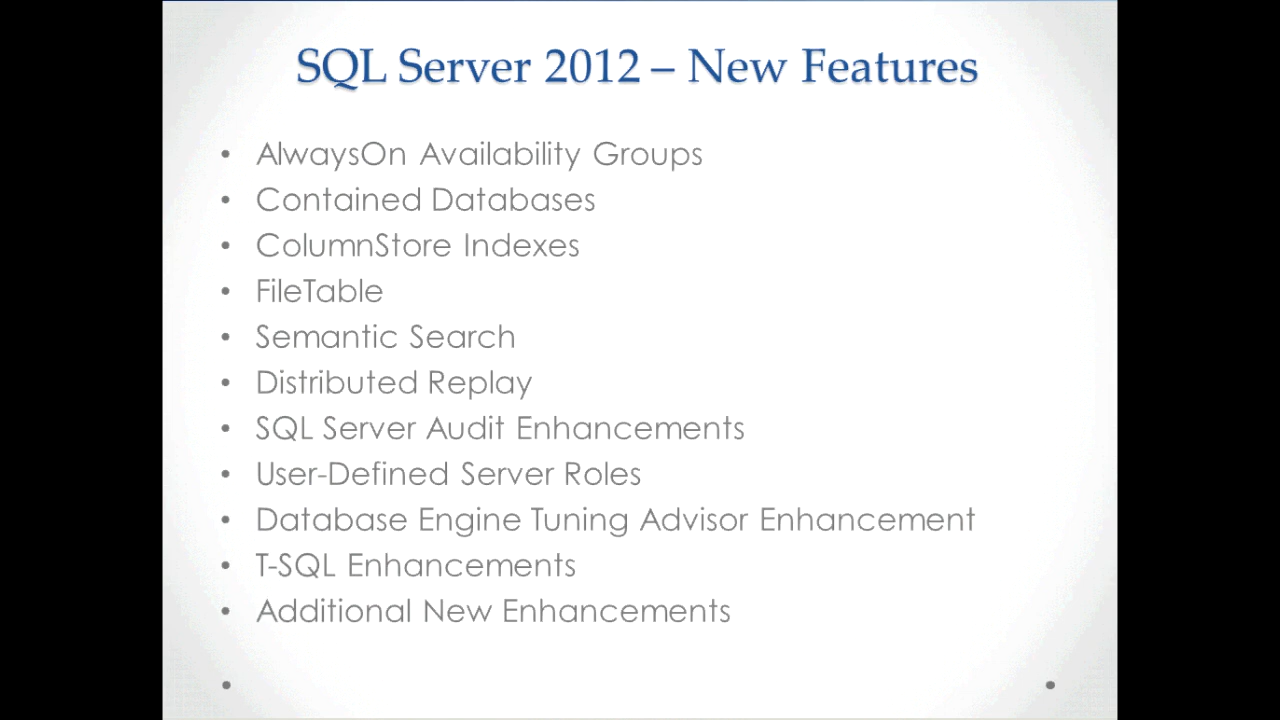 SQL Server 2012 – New Features
• AlwaysOn Availability Groups
• Contained Databases
• ColumnStore Indexes
• FileTable
• Semantic Search
• Distributed Replay
• SQL Server Audit Enhancements
• User-Defined Server Roles
• Database Engine Tuning Advisor Enhancement
• T-SQL Enhancements
• Additional New Enhancements